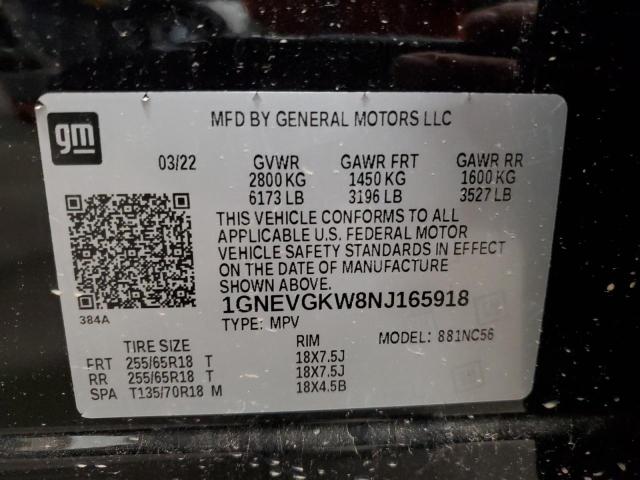 gm
MFD BY GENERAL MOTORS LLC
03/22 GVWR GAWR FRT GAWR RR
2800 KG 1450 KG 1600 KG
6173 LB 3196 LB 3527 LB
THIS VEHICLE CONFORMS TO ALL
APPLICABLE U.S. FEDERAL MOTOR
VEHICLE SAFETY STANDARDS IN EFFECT
ON THE DATE OF MANUFACTURE
SHOWN ABOVE.
384A
1GNEVGKW8NJ165918
TYPE: MPV MODEL: 881NC56
TIRE SIZE RIM
FRT 255/65R18 T 18X7.5J
RR 255/65R18 T 18X7.5J
SPA T135/70R18 M 18X4.5B